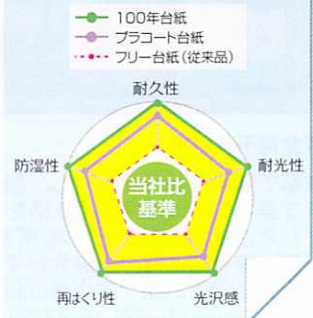 100年台紙
プラコート台紙
フリー台紙(従来品)
耐久性
防湿性
耐光性
当社比
基準
再はくり性
光沢感